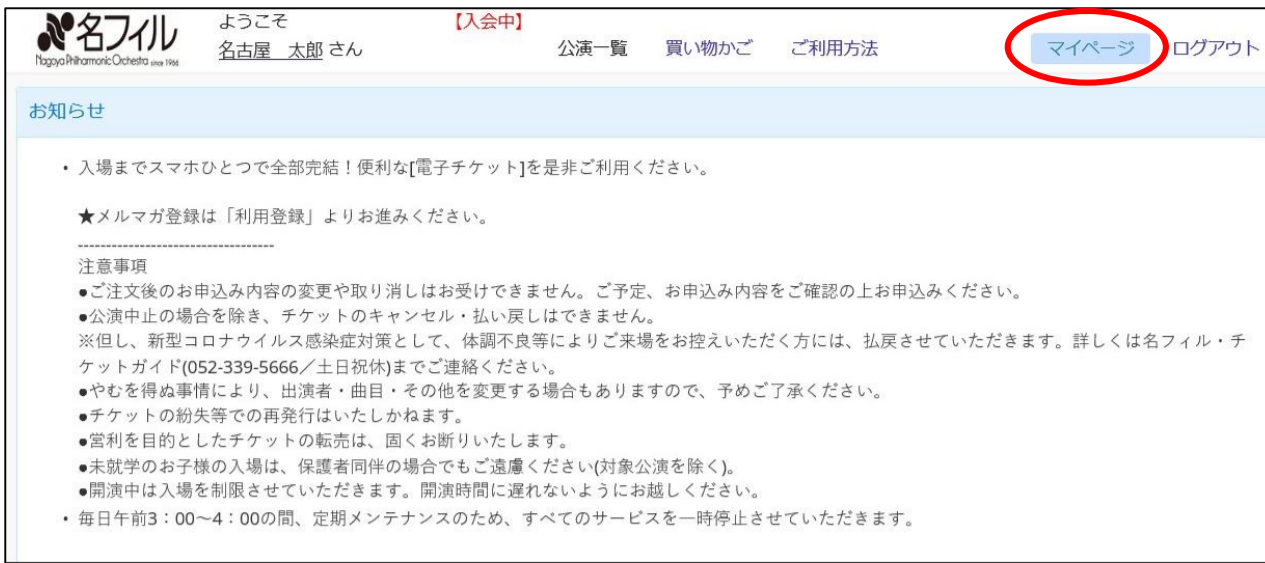 名フィル
Nagoya Philharmonic Orchestra since 1966
ようこそ
【入会中】
名古屋 太郎 さん
公演一覧 買い物かご ご利用方法 マイページ ログアウト
お知らせ
・ 入場までスマホひとつで全部完結！便利な[電子チケット]を是非ご利用ください。
★メルマガ登録は「利用登録」よりお進みください。
-----------------------------------
注意事項
●ご注文後のお申込み内容の変更や取り消しはお受けできません。ご予定、お申込み内容をご確認の上お申込みください。
●公演中止の場合を除き、チケットのキャンセル・払い戻しはできません。
※但し、新型コロナウイルス感染症対策として、体調不良等によりご来場をお控えいただく方には、払戻させていただきます。詳しくは名フィル・チ
ケットガイド(052-339-5666／土日祝休)までご連絡ください。
●やむを得ぬ事情により、出演者・曲目・その他を変更する場合もありますので、予めご了承ください。
●チケットの紛失等での再発行はいたしかねます。
●営利を目的としたチケットの転売は、固くお断りいたします。
●未就学のお子様の入場は、保護者同伴の場合でもご遠慮ください(対象公演を除く)。
●開演中は入場を制限させていただきます。開演時間に遅れないようにお越しください。
・ 毎日午前3：00～4：00の間、定期メンテナンスのため、すべてのサービスを一時停止させていただきます。